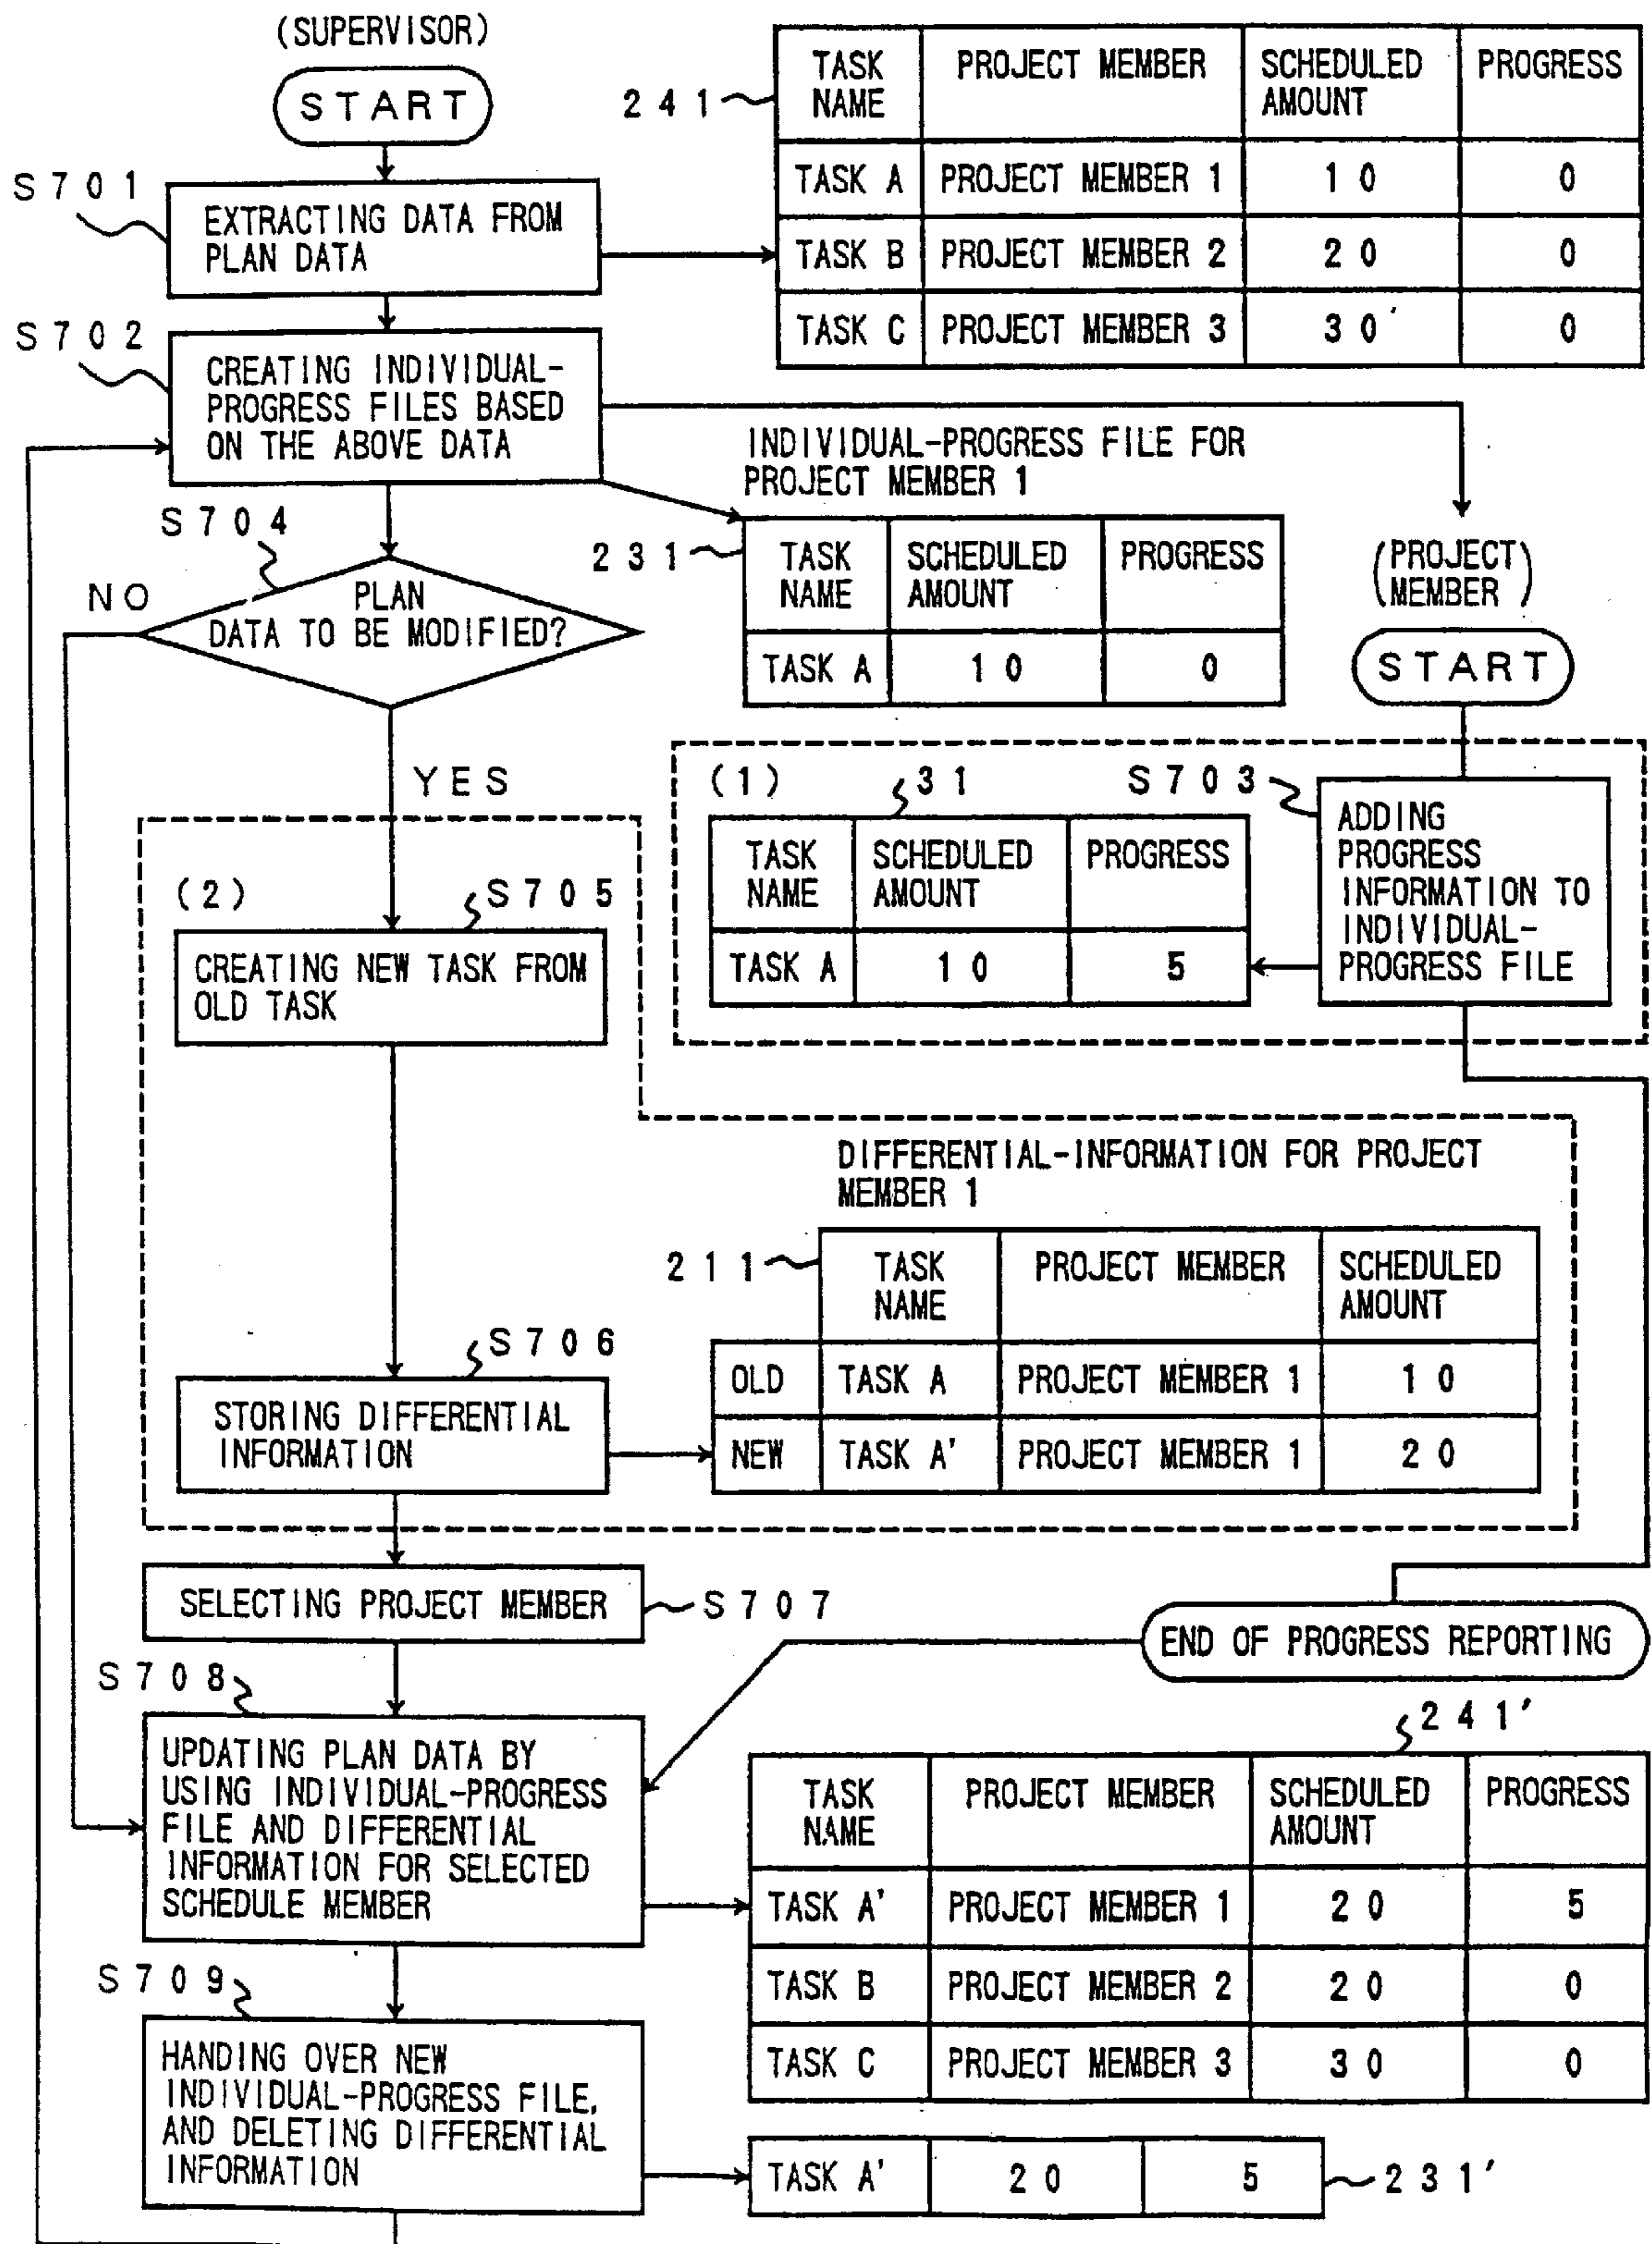 (SUPERVISOR)
START
S701
EXTRACTING DATA FROM
PLAN DATA
241
TASK NAME PROJECT MEMBER SCHEDULED AMOUNT PROGRESS
TASK A PROJECT MEMBER 1 10 0
TASK B PROJECT MEMBER 2 20 0
TASK C PROJECT MEMBER 3 30 0
S702
CREATING INDIVIDUAL-
PROGRESS FILES BASED
ON THE ABOVE DATA
INDIVIDUAL-PROGRESS FILE FOR
PROJECT MEMBER 1
231
TASK NAME SCHEDULED AMOUNT PROGRESS
TASK A 10 0
(PROJECT
MEMBER)
START
S704
PLAN
DATA TO BE MODIFIED?
NO
YES
(1)
31
TASK NAME SCHEDULED AMOUNT PROGRESS
TASK A 10 5
S703
ADDING
PROGRESS
INFORMATION TO
INDIVIDUAL-
PROGRESS FILE
(2)
S705
CREATING NEW TASK FROM
OLD TASK
DIFFERENTIAL-INFORMATION FOR PROJECT
MEMBER 1
211
TASK NAME PROJECT MEMBER SCHEDULED AMOUNT
OLD TASK A PROJECT MEMBER 1 10
NEW TASK A' PROJECT MEMBER 1 20
S706
STORING DIFFERENTIAL
INFORMATION
SELECTING PROJECT MEMBER
S707
END OF PROGRESS REPORTING
S708
UPDATING PLAN DATA BY
USING INDIVIDUAL-PROGRESS
FILE AND DIFFERENTIAL
INFORMATION FOR SELECTED
SCHEDULE MEMBER
241'
TASK NAME PROJECT MEMBER SCHEDULED AMOUNT PROGRESS
TASK A' PROJECT MEMBER 1 20 5
TASK B PROJECT MEMBER 2 20 0
TASK C PROJECT MEMBER 3 30 0
S709
HANDING OVER NEW
INDIVIDUAL-PROGRESS FILE,
AND DELETING DIFFERENTIAL
INFORMATION
TASK A' 20 5
231'